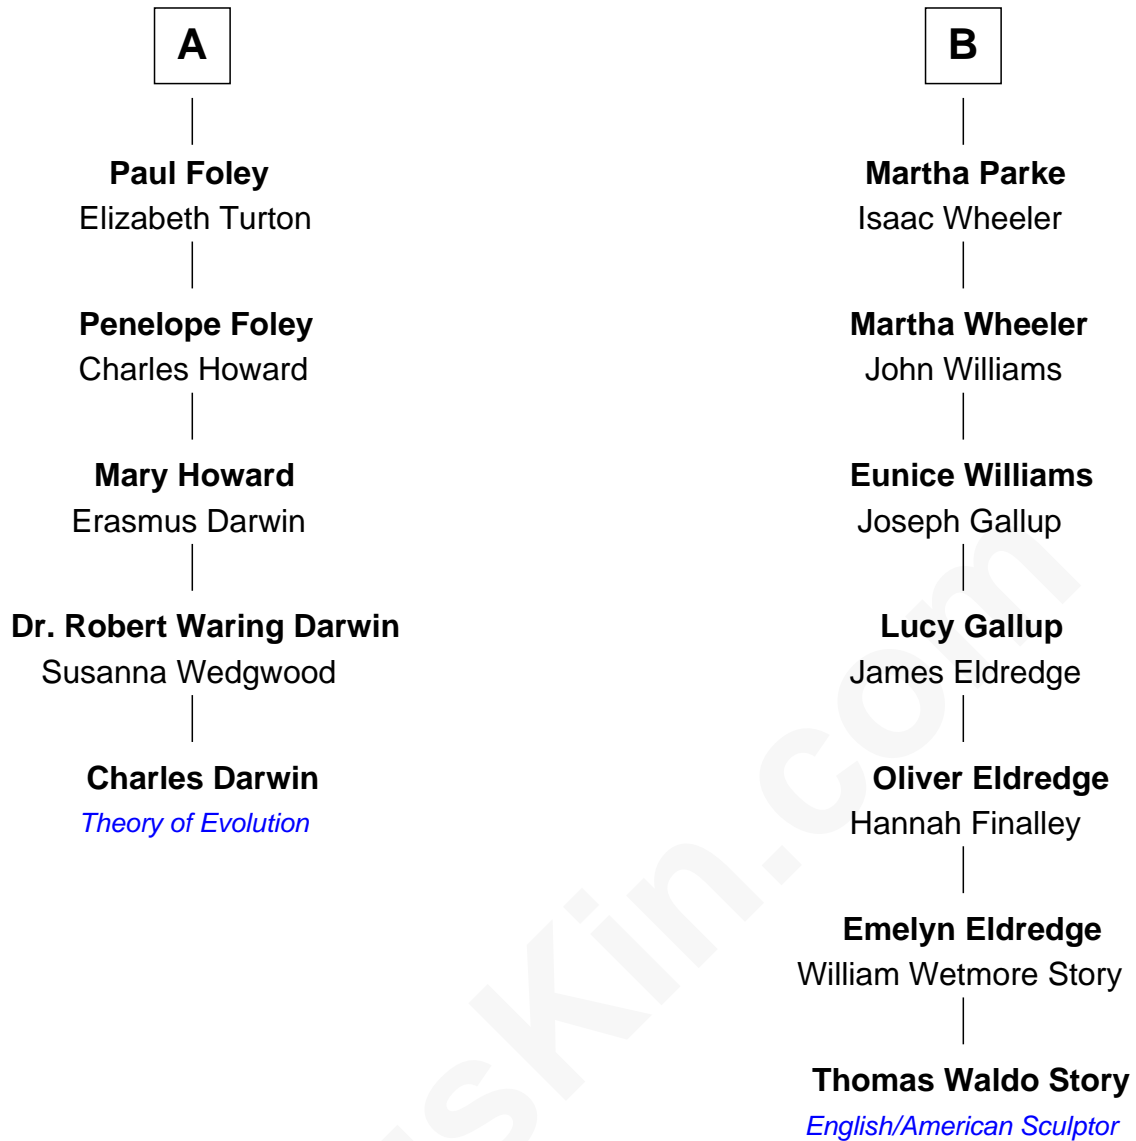 A
Paul Foley
Elizabeth Turton
Penelope Foley
Charles Howard
Mary Howard
Erasmus Darwin
Dr. Robert Waring Darwin
Susanna Wedgwood
Charles Darwin
Theory of Evolution
B
Martha Parke
Isaac Wheeler
Martha Wheeler
John Williams
Eunice Williams
Joseph Gallup
Lucy Gallup
James Eldredge
Oliver Eldredge
Hannah Finalley
Emelyn Eldredge
William Wetmore Story
Thomas Waldo Story
English/American Sculptor
sKin.com